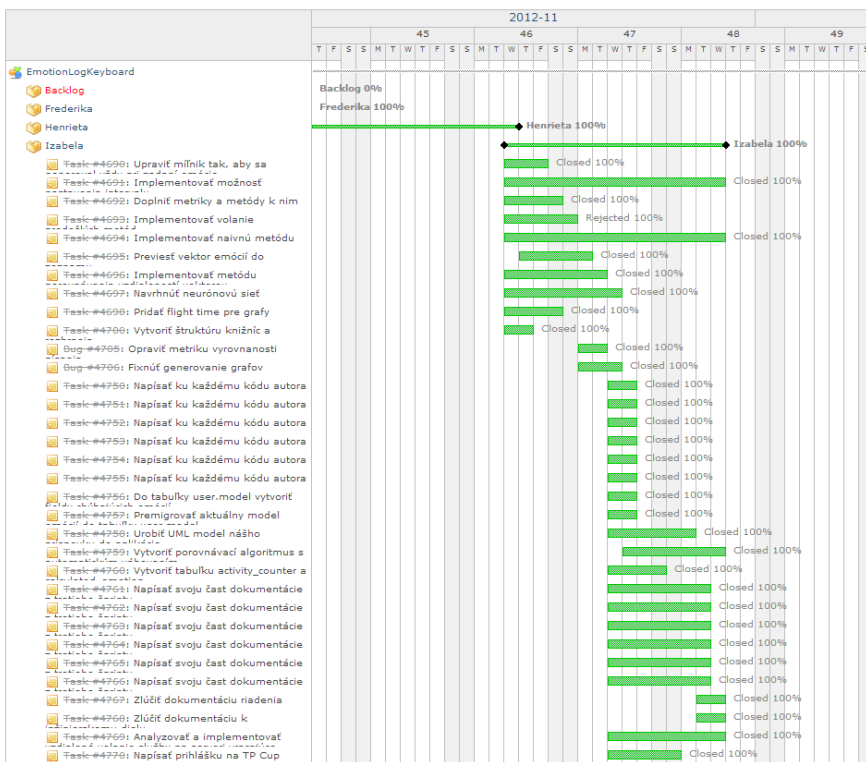 2012-11
45 46 47 48 49
T F S S M T W T F S S M T W T F S S M T W T F S S M T W T F S S M T W T F
EmotionLogKeyboard
Backlog
Backlog 0%
Frederika
Frederika 100%
Henrieta
Henrieta 100%
Izabela
Izabela 100%
Task #4690: Upraviť míľnik tak, aby sa
Closed 100%
Task #4691: Implementovať možnosť
Closed 100%
Task #4692: Doplniť metriky a metódy k nim
Closed 100%
Task #4693: Implementovať volanie
Rejected 100%
Task #4694: Implementovať naivnú metódu
Closed 100%
Task #4695: Previesť vektor emócií do
Closed 100%
Task #4696: Implementovať metódu
Closed 100%
Task #4697: Navrhnúť neurónovú sieť
Closed 100%
Task #4698: Pridať flight time pre grafy
Closed 100%
Task #4700: Vytvoriť štruktúru knižníc a
Closed 100%
Bug #4705: Opraviť metriku vyrovnanosti
Closed 100%
Bug #4706: Fixnúť generovanie grafov
Closed 100%
Task #4750: Napísať ku každému kódu autora
Closed 100%
Task #4751: Napísať ku každému kódu autora
Closed 100%
Task #4752: Napísať ku každému kódu autora
Closed 100%
Task #4753: Napísať ku každému kódu autora
Closed 100%
Task #4754: Napísať ku každému kódu autora
Closed 100%
Task #4755: Napísať ku každému kódu autora
Closed 100%
Task #4756: Do tabuľky user.model vytvoriť
Closed 100%
Task #4757: Premigrovať aktuálny model
Closed 100%
Task #4758: Urobiť UML model nášho
Closed 100%
Task #4759: Vytvoriť porovnávací algoritmus s
Closed 100%
Task #4760: Vytvoriť tabuľku activity_counter a
Closed 100%
Task #4761: Napísať svoju čast dokumentácie
Closed 100%
Task #4762: Napísať svoju čast dokumentácie
Closed 100%
Task #4763: Napísať svoju čast dokumentácie
Closed 100%
Task #4764: Napísať svoju čast dokumentácie
Closed 100%
Task #4765: Napísať svoju čast dokumentácie
Closed 100%
Task #4766: Napísať svoju čast dokumentácie
Closed 100%
Task #4767: Zlúčiť dokumentáciu riadenia
Closed 100%
Task #4768: Zlúčiť dokumentáciu k
Closed 100%
Task #4769: Analyzovať a implementovať
Closed 100%
Task #4770: Napísať prihlášku na TP Cup
Closed 100%